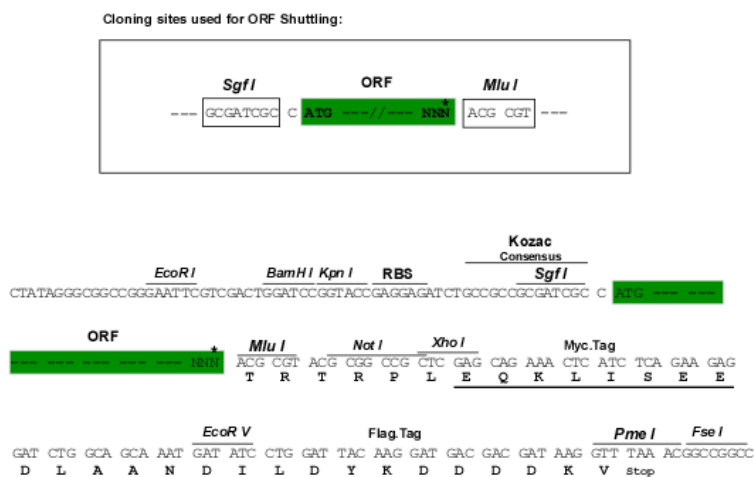 Cloning sites used for ORF Shuttling:
Sgf I ORF Mlu I
--- GCGATCGC C ATG ---//--- NNN* ACG CGT ---
Kozac
Consensus
EcoR I BamH I Kpn I RBS Sgf I
CTATAGGGCGGCCGGGAATTCGTCGACTGGATCCGGTACCGAGGAGATCTGCCGCCGCGATCGC C ATG --- ---
ORF Mlu I Not I Xho I Myc.Tag
--- --- --- --- --- --- NNN* ACG CGT ACG CGG CCG CTC GAG CAG AAA CTC ATC TCA GAA GAG
T R T R P L E Q K L I S E E
EcoR V Flag.Tag Pme I Fse I
GAT CTG GCA GCA AAT GAT ATC CTG GAT TAC AAG GAT GAC GAC GAT AAG GTT TAA ACGGCCGGCC
D L A A N D I L D Y K D D D D K V Stop